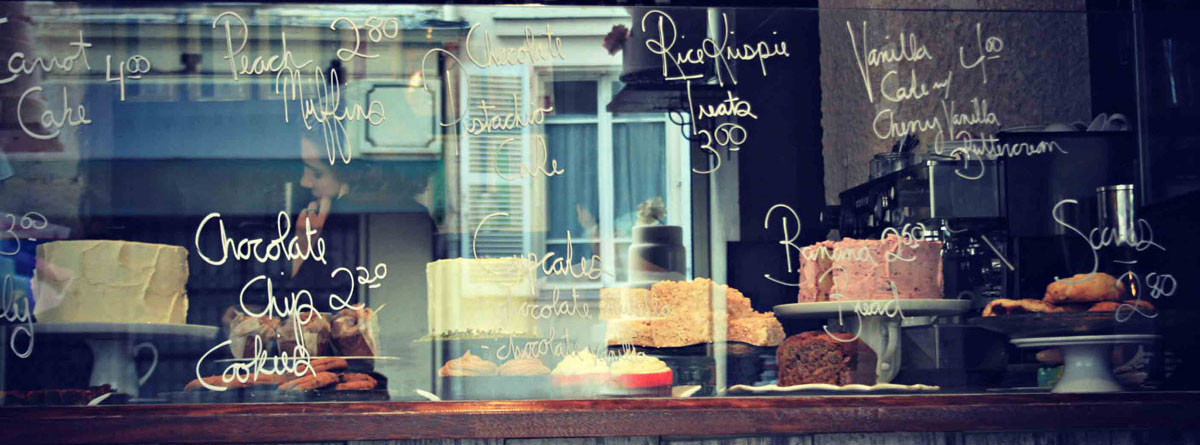 Carrot
Cake
4.00
Peach
Muffins
2.80
Chocolate
Pistachio
Cake
Rice Krispie
Treats
3.00
Vanilla
Cake w/
Cherry Vanilla
Buttercream
4.00
3.00
Chocolate
Chip 2.20
Cookies
Cupcakes
chocolate
- chocolate vanilla
Banana 2.60
Bread
Scones
2.80